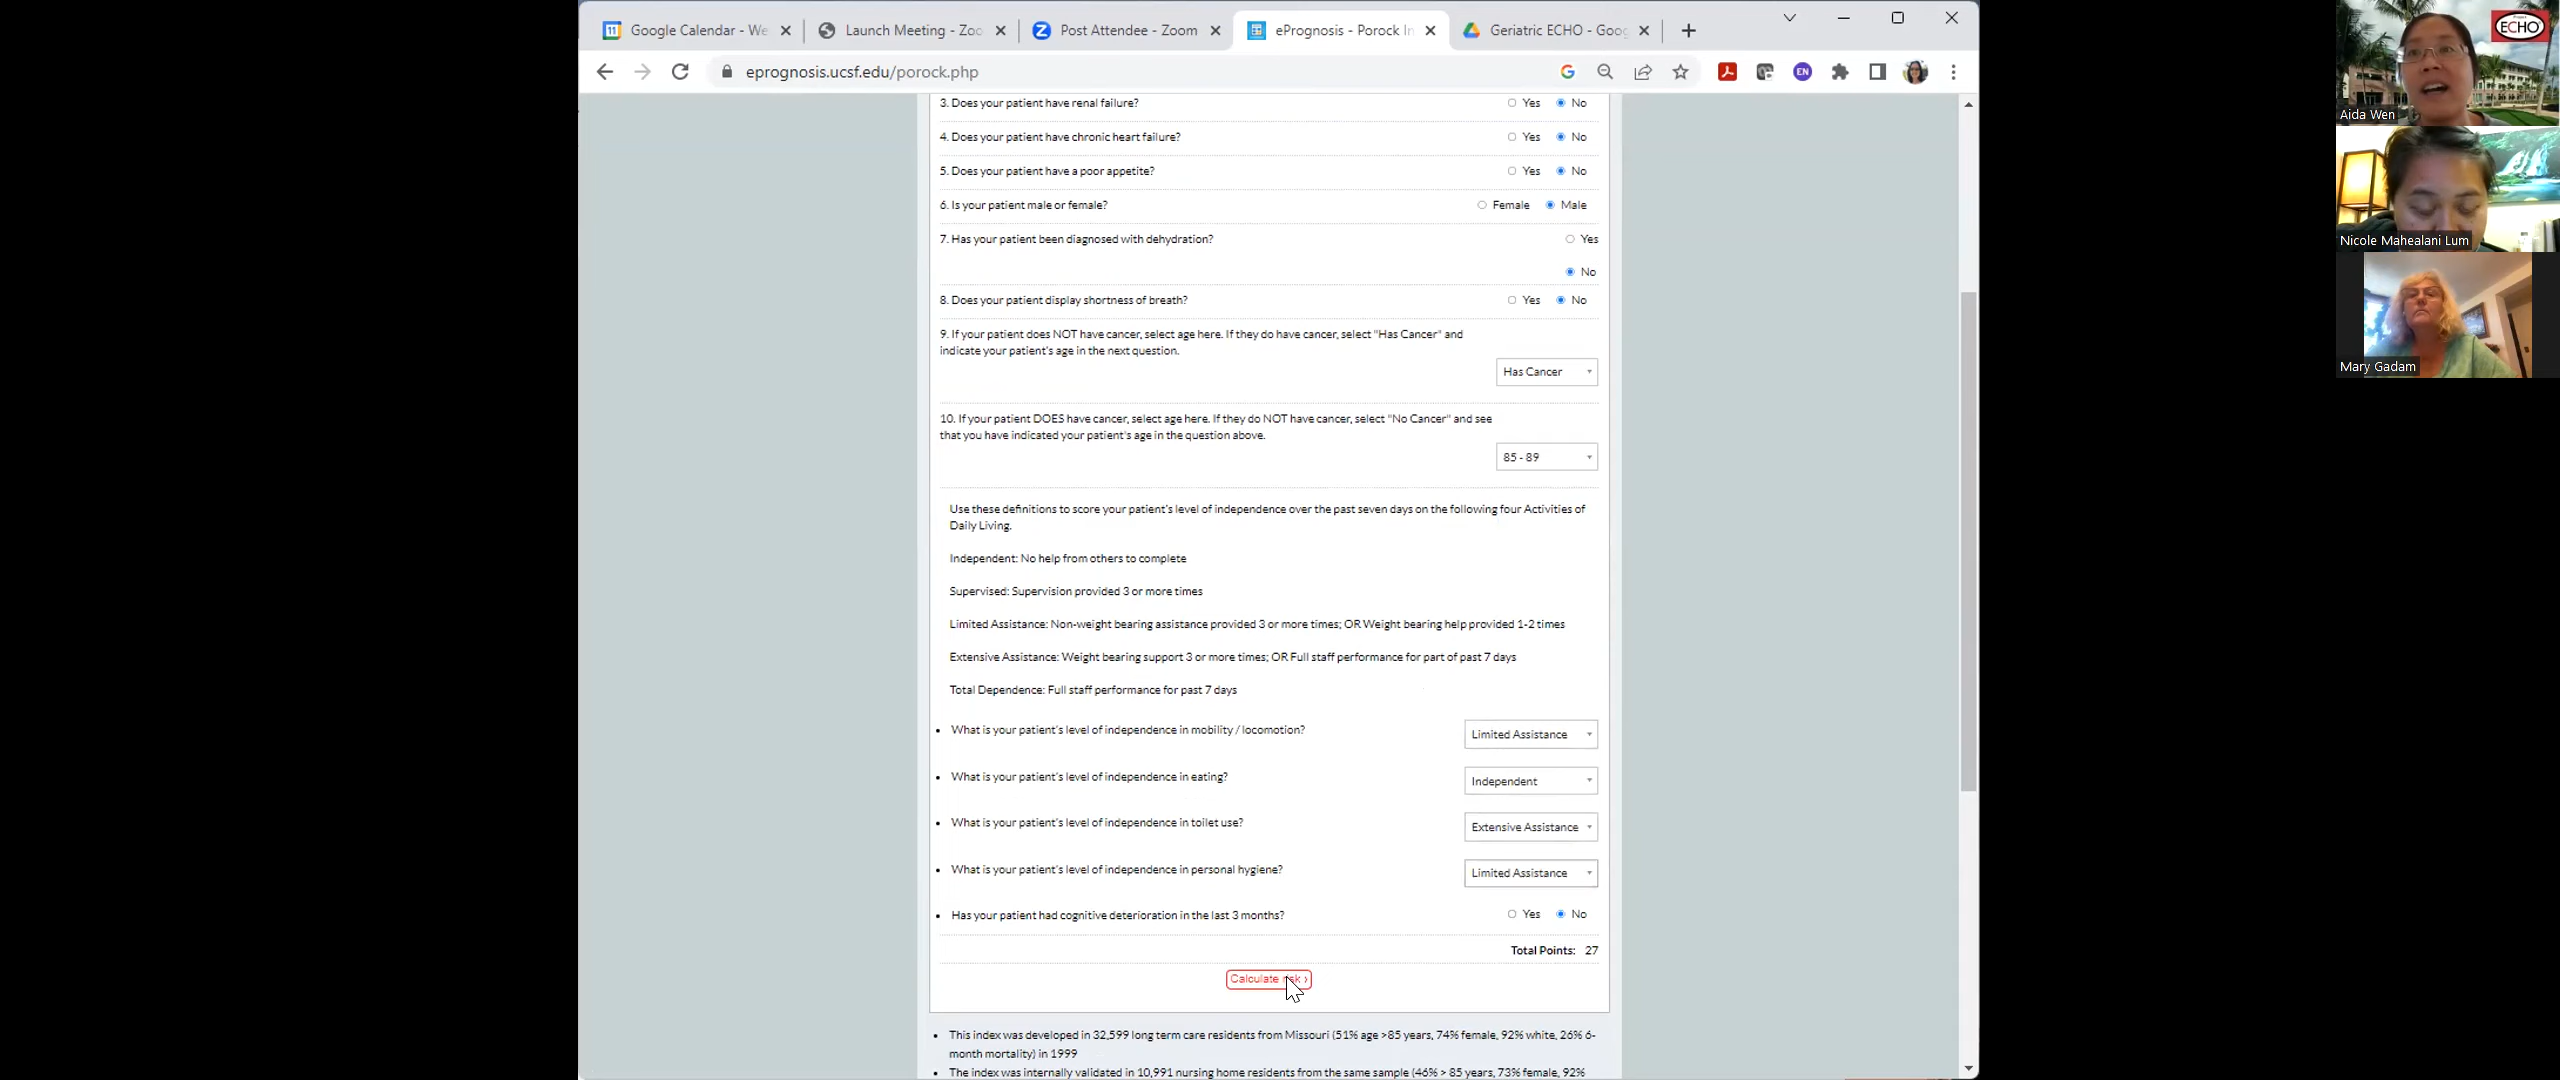 Google Calendar - We
Launch Meeting - Zoo
Post Attendee - Zoom
ePrognosis - Porock In
Geriatric ECHO - Goog
eprognosis.ucsf.edu/porock.php
EN
3. Does your patient have renal failure? Yes No
4. Does your patient have chronic heart failure? Yes No
5. Does your patient have a poor appetite? Yes No
6. Is your patient male or female? Female Male
7. Has your patient been diagnosed with dehydration? Yes
No
8. Does your patient display shortness of breath? Yes No
9. If your patient does NOT have cancer, select age here. If they do have cancer, select "Has Cancer" and
indicate your patient's age in the next question.
Has Cancer
10. If your patient DOES have cancer, select age here. If they do NOT have cancer, select "No Cancer" and see
that you have indicated your patient's age in the question above.
85 - 89
Use these definitions to score your patient's level of independence over the past seven days on the following four Activities of
Daily Living.
Independent: No help from others to complete
Supervised: Supervision provided 3 or more times
Limited Assistance: Non-weight bearing assistance provided 3 or more times; OR Weight bearing help provided 1-2 times
Extensive Assistance: Weight bearing support 3 or more times; OR Full staff performance for part of past 7 days
Total Dependence: Full staff performance for past 7 days
What is your patient's level of independence in mobility / locomotion? Limited Assistance
What is your patient's level of independence in eating? Independent
What is your patient's level of independence in toilet use? Extensive Assistance
What is your patient's level of independence in personal hygiene? Limited Assistance
Has your patient had cognitive deterioration in the last 3 months? Yes No
Total Points: 27
Calculate sk ›
This index was developed in 32,599 long term care residents from Missouri (51% age >85 years, 74% female, 92% white, 26% 6-
month mortality) in 1999
The index was internally validated in 10,991 nursing home residents from the same sample (46% > 85 years, 73% female, 92%
ECHO
Aida Wen
Nicole Mahealani Lum
Mary Gadam